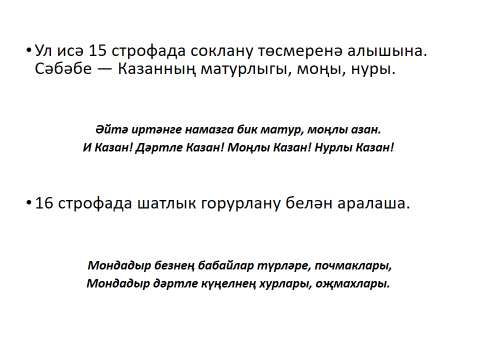 • Ул исә 15 строфада соклану төсмеренә алышына.
Сәбәбе — Казанның матурлыгы, моңы, нуры.
Әйтә иртәнге намазга бик матур, моңлы азан.
И Казан! Дәртле Казан! Моңлы Казан! Нурлы Казан!
• 16 строфада шатлык горурлану белән аралаша.
Мондадыр безнең бабайлар түрләре, почмаклары,
Мондадыр дәртле күңелнең хурлары, оҗмахлары.